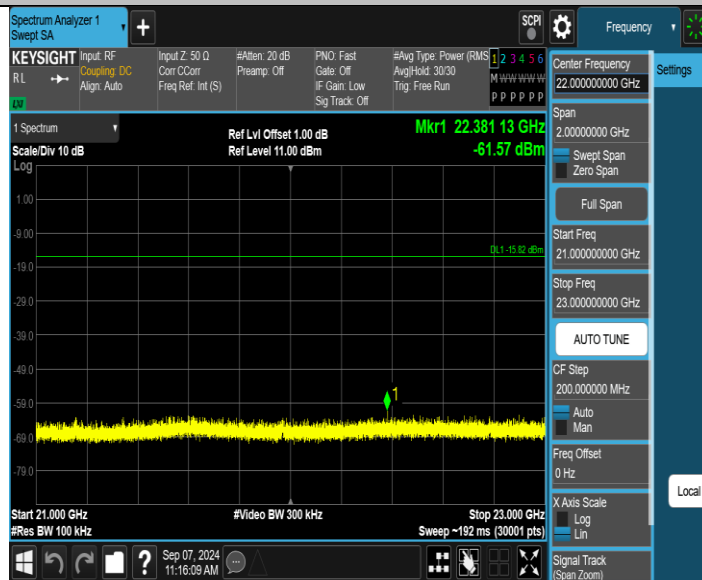 Spectrum Analyzer 1
Swept SA
+
SCPI
Frequency
KEYSIGHT
RL
LXI
Input: RF
Coupling: DC
Align: Auto
Input Z: 50 Ω
Corr CCorr
Freq Ref: Int (S)
#Atten: 20 dB
Preamp: Off
PNO: Fast
Gate: Off
IF Gain: Low
Sig Track: Off
#Avg Type: Power (RMS
Avg|Hold: 30/30
Trig: Free Run
1 2 3 4 5 6
M W W W W W
P P P P P P
1 Spectrum
Scale/Div 10 dB
Log
Ref Lvl Offset 1.00 dB
Ref Level 11.00 dBm
Mkr1 22.381 13 GHz
-61.57 dBm
1.00
-9.00
DL1 -15.82 dBm
-19.0
-29.0
-39.0
-49.0
-59.0
1
-69.0
-79.0
Start 21.000 GHz
#Res BW 100 kHz
#Video BW 300 kHz
Stop 23.000 GHz
Sweep ~192 ms (30001 pts)
?
Sep 07, 2024
11:16:09 AM
Center Frequency
22.000000000 GHz
Settings
Span
2.00000000 GHz
Swept Span
Zero Span
Full Span
Start Freq
21.000000000 GHz
Stop Freq
23.000000000 GHz
AUTO TUNE
CF Step
200.000000 MHz
Auto
Man
Freq Offset
0 Hz
Local
X Axis Scale
Log
Lin
Signal Track
(Span Zoom)